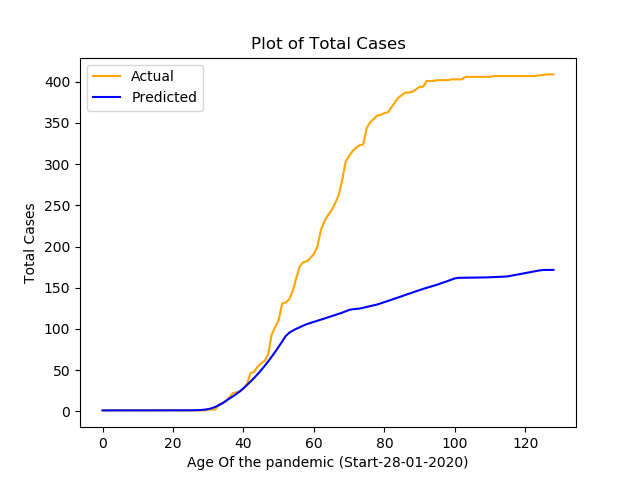 Plot of Total Cases
Actual
Predicted
400
350
300
250
200
150
100
50
0
Total Cases
0 20 40 60 80 100 120
Age Of the pandemic (Start-28-01-2020)